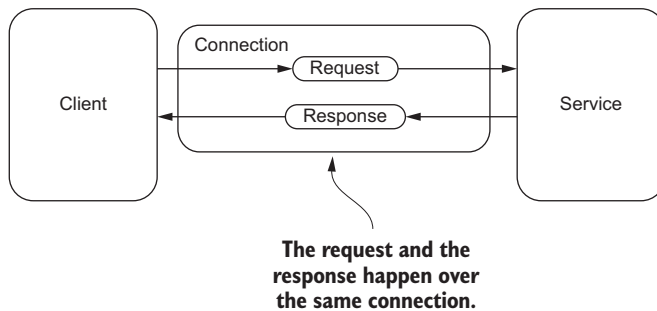 Connection
Request
Client
Service
Response
The request and the
response happen over
the same connection.